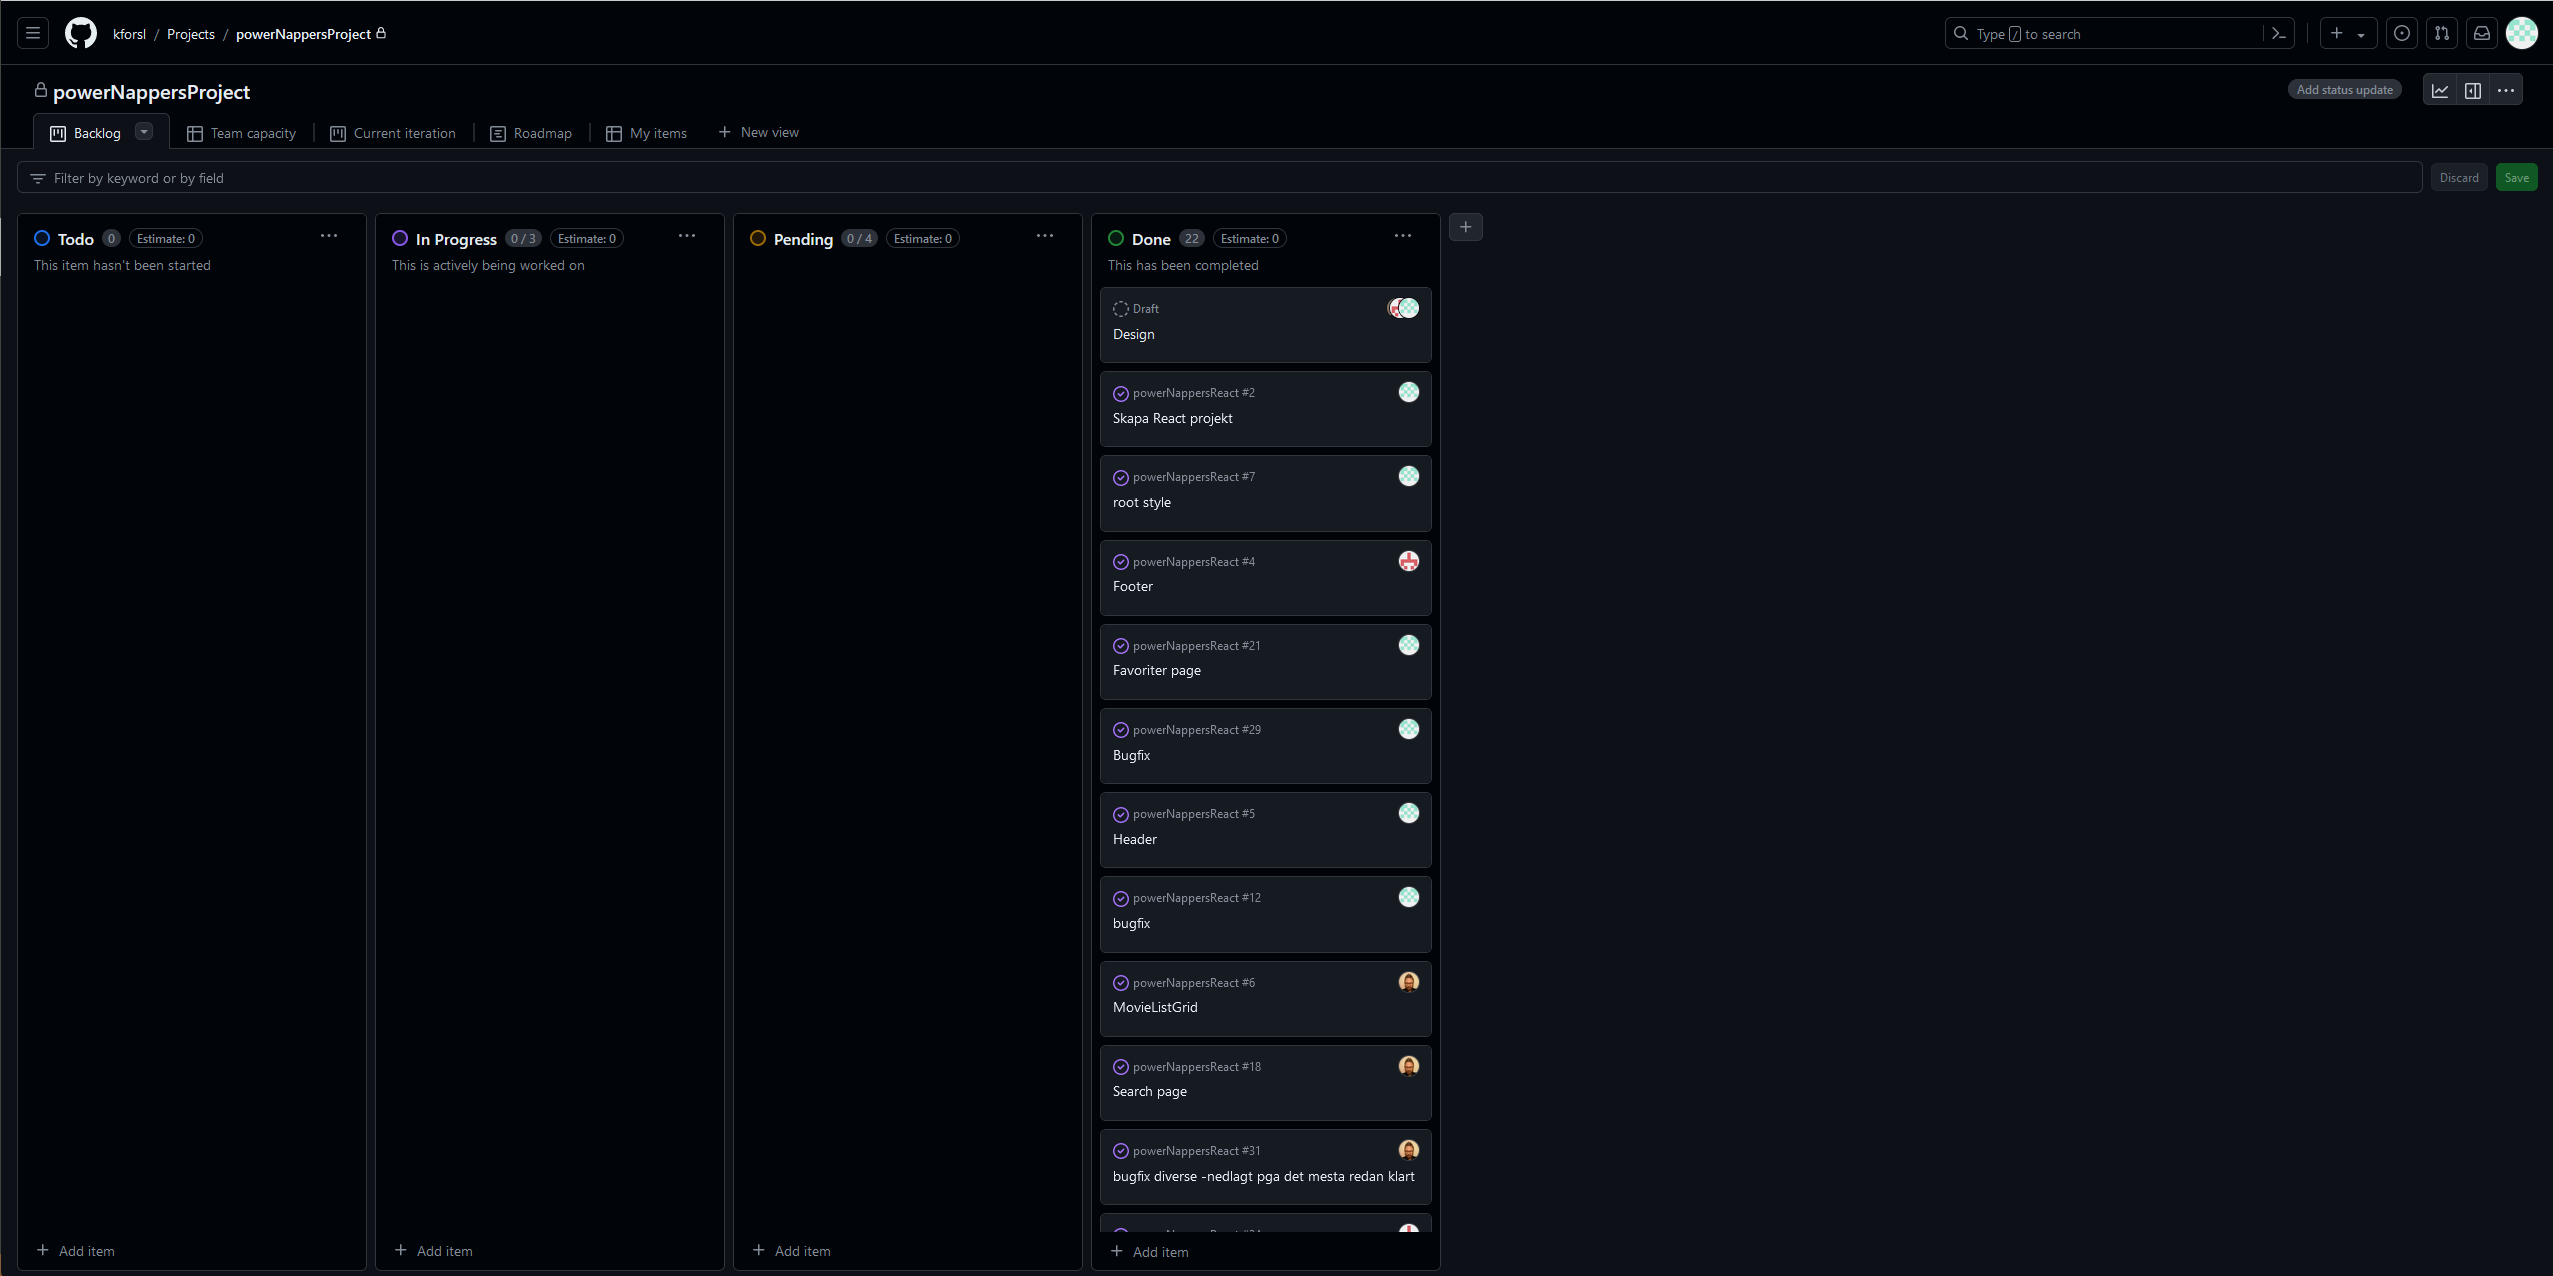 kforsl / Projects / powerNappersProject
Type / to search
powerNappersProject
Add status update
Backlog
Team capacity
Current iteration
Roadmap
My items
New view
Filter by keyword or by field
Discard
Save
Todo 0 Estimate: 0
This item hasn't been started
Add item
In Progress 0 / 3 Estimate: 0
This is actively being worked on
Add item
Pending 0 / 4 Estimate: 0
Add item
Done 22 Estimate: 0
This has been completed
Draft
Design
powerNappersReact #2
Skapa React projekt
powerNappersReact #7
root style
powerNappersReact #4
Footer
powerNappersReact #21
Favoriter page
powerNappersReact #29
Bugfix
powerNappersReact #5
Header
powerNappersReact #12
bugfix
powerNappersReact #6
MovieListGrid
powerNappersReact #18
Search page
powerNappersReact #31
bugfix diverse -nedlagt pga det mesta redan klart
Add item